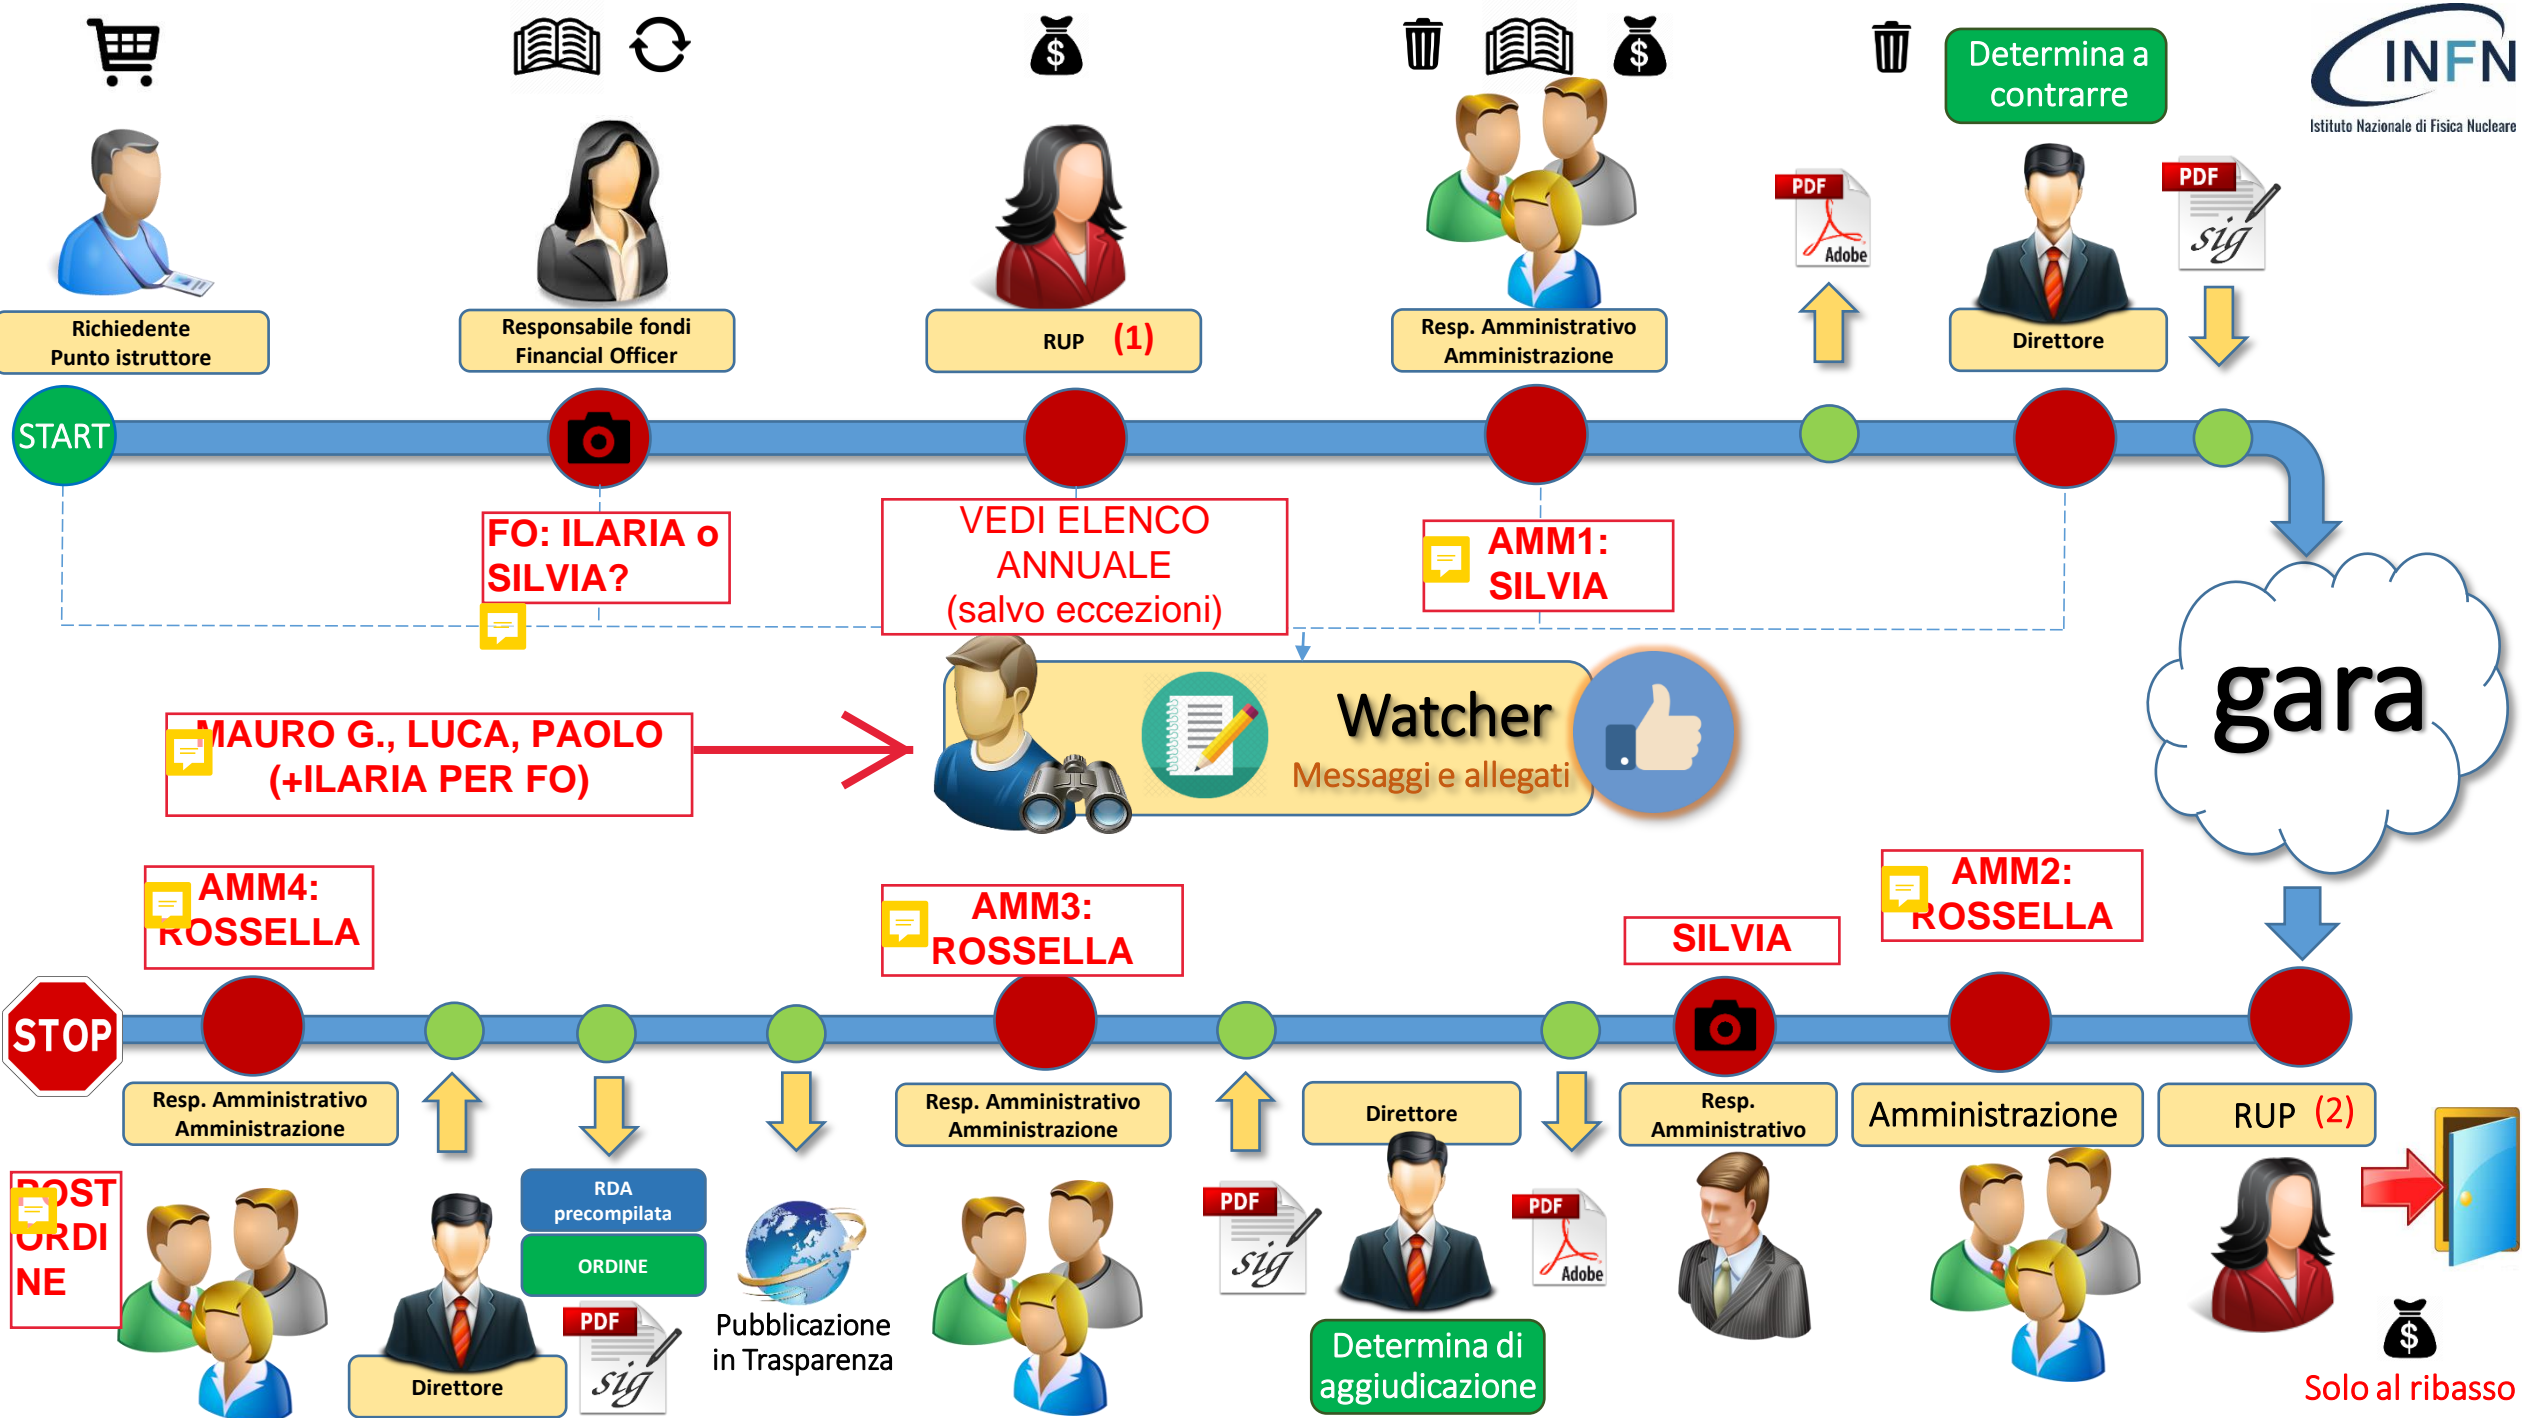 Determina a
contrarre
INFN
Istituto Nazionale di Fisica Nucleare
PDF
Adobe
PDF
sig
Richiedente
Punto istruttore
Responsabile fondi
Financial Officer
RUP (1)
Resp. Amministrativo
Amministrazione
Direttore
START
FO: ILARIA o
SILVIA?
VEDI ELENCO
ANNUALE
(salvo eccezioni)
AMM1:
SILVIA
MAURO G., LUCA, PAOLO
(+ILARIA PER FO)
Watcher
Messaggi e allegati
gara
AMM4:
ROSSELLA
AMM3:
ROSSELLA
SILVIA
AMM2:
ROSSELLA
STOP
Resp. Amministrativo
Amministrazione
Resp. Amministrativo
Amministrazione
Direttore
Resp.
Amministrativo
Amministrazione
RUP (2)
POST
ORDI
NE
RDA
precompilata
ORDINE
PDF
sig
Direttore
Pubblicazione
in Trasparenza
PDF
sig
PDF
Adobe
Determina di
aggiudicazione
Solo al ribasso